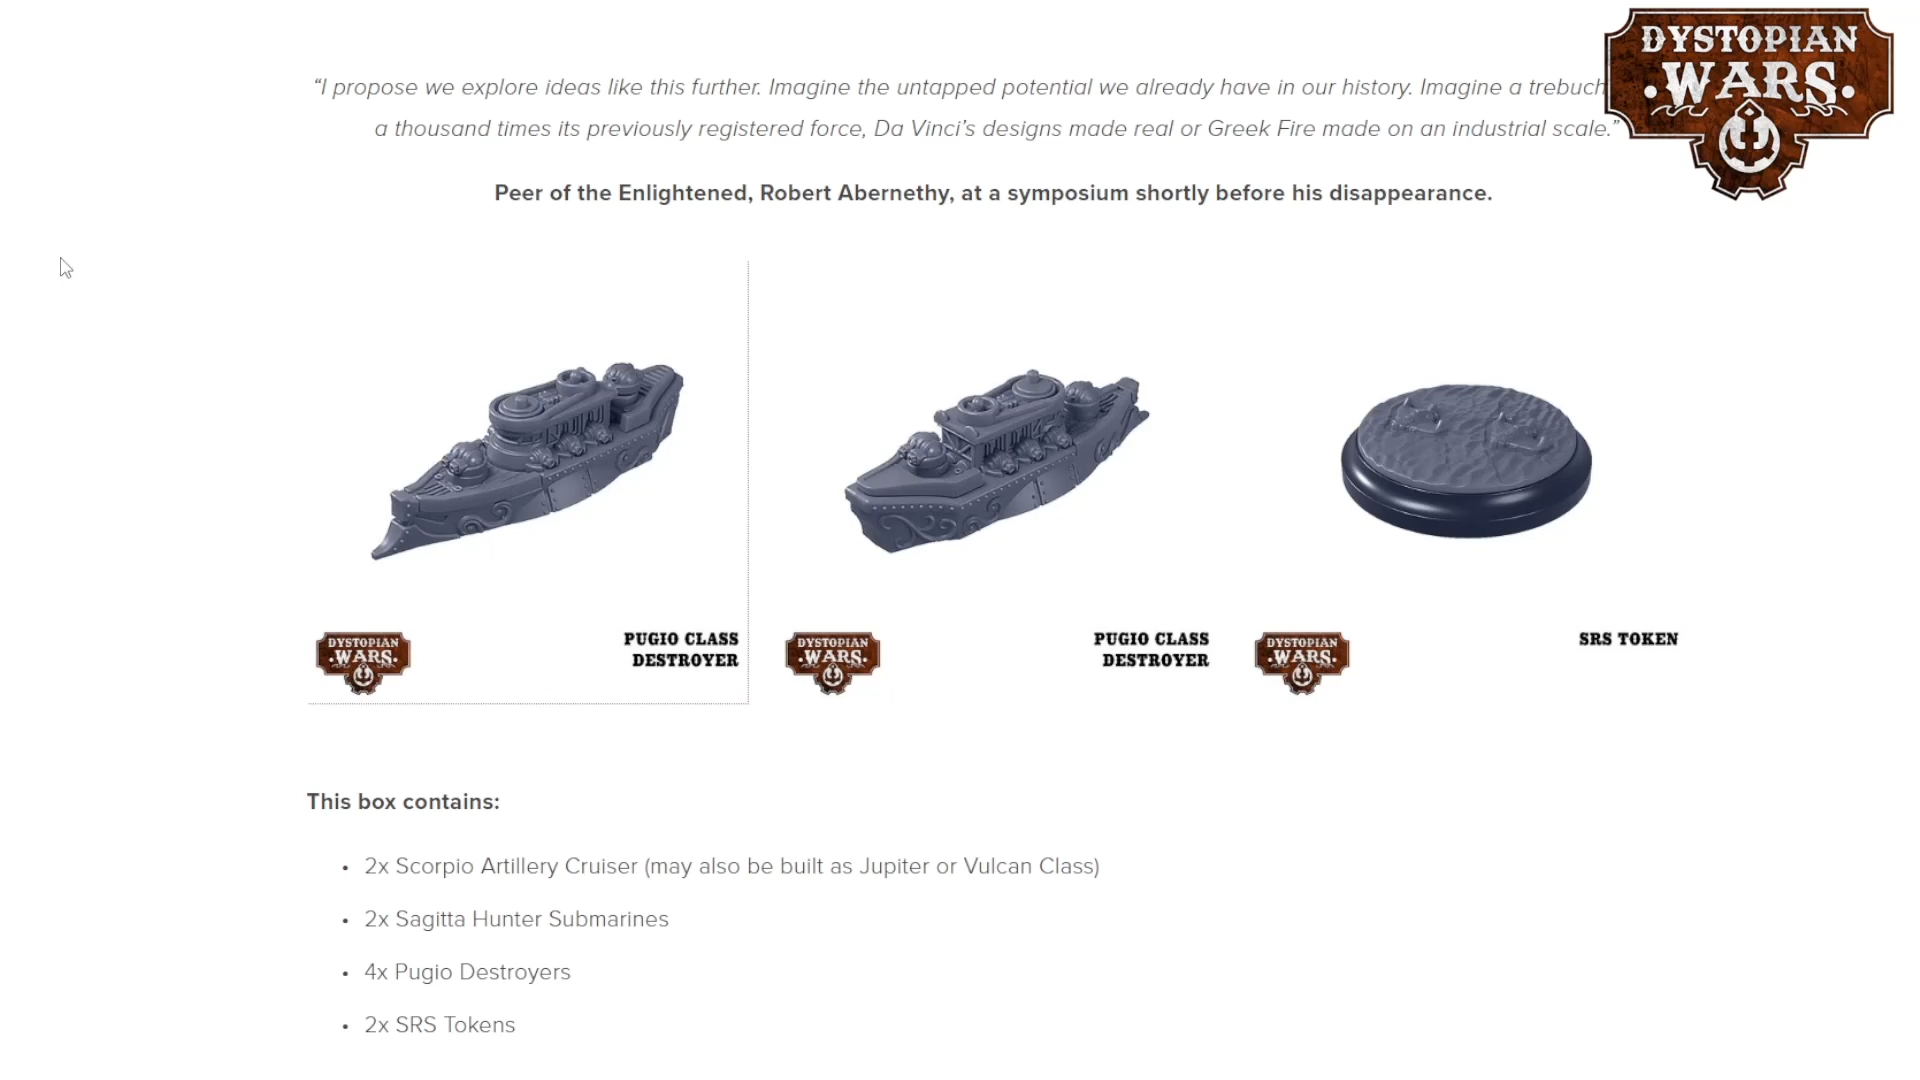 DYSTOPIAN
WARS
“I propose we explore ideas like this further. Imagine the untapped potential we already have in our history. Imagine a
a thousand times its previously registered force, Da Vinci’s designs made real or Greek Fire made on an industrial scale.”
Peer of the Enlightened, Robert Abernethy, at a symposium shortly before his disappearance.
DYSTOPIAN
WARS
PUGIO CLASS
DESTROYER
DYSTOPIAN
WARS
PUGIO CLASS
DESTROYER
DYSTOPIAN
WARS
SRS TOKEN
This box contains:
• 2x Scorpio Artillery Cruiser (may also be built as Jupiter or Vulcan Class)
• 2x Sagitta Hunter Submarines
• 4x Pugio Destroyers
• 2x SRS Tokens